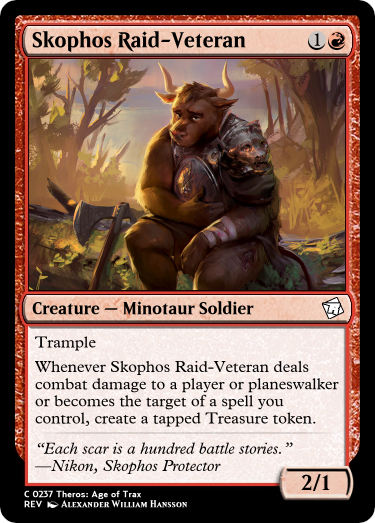 Skophos Raid-Veteran 1
Creature — Minotaur Soldier
Trample
Whenever Skophos Raid-Veteran deals
combat damage to a player or planeswalker
or becomes the target of a spell you
control, create a tapped Treasure token.
“Each scar is a hundred battle stories.”
—Nikon, Skophos Protector
2/1
C 0237 Theros: Age of Trax
REV Alexander William Hansson